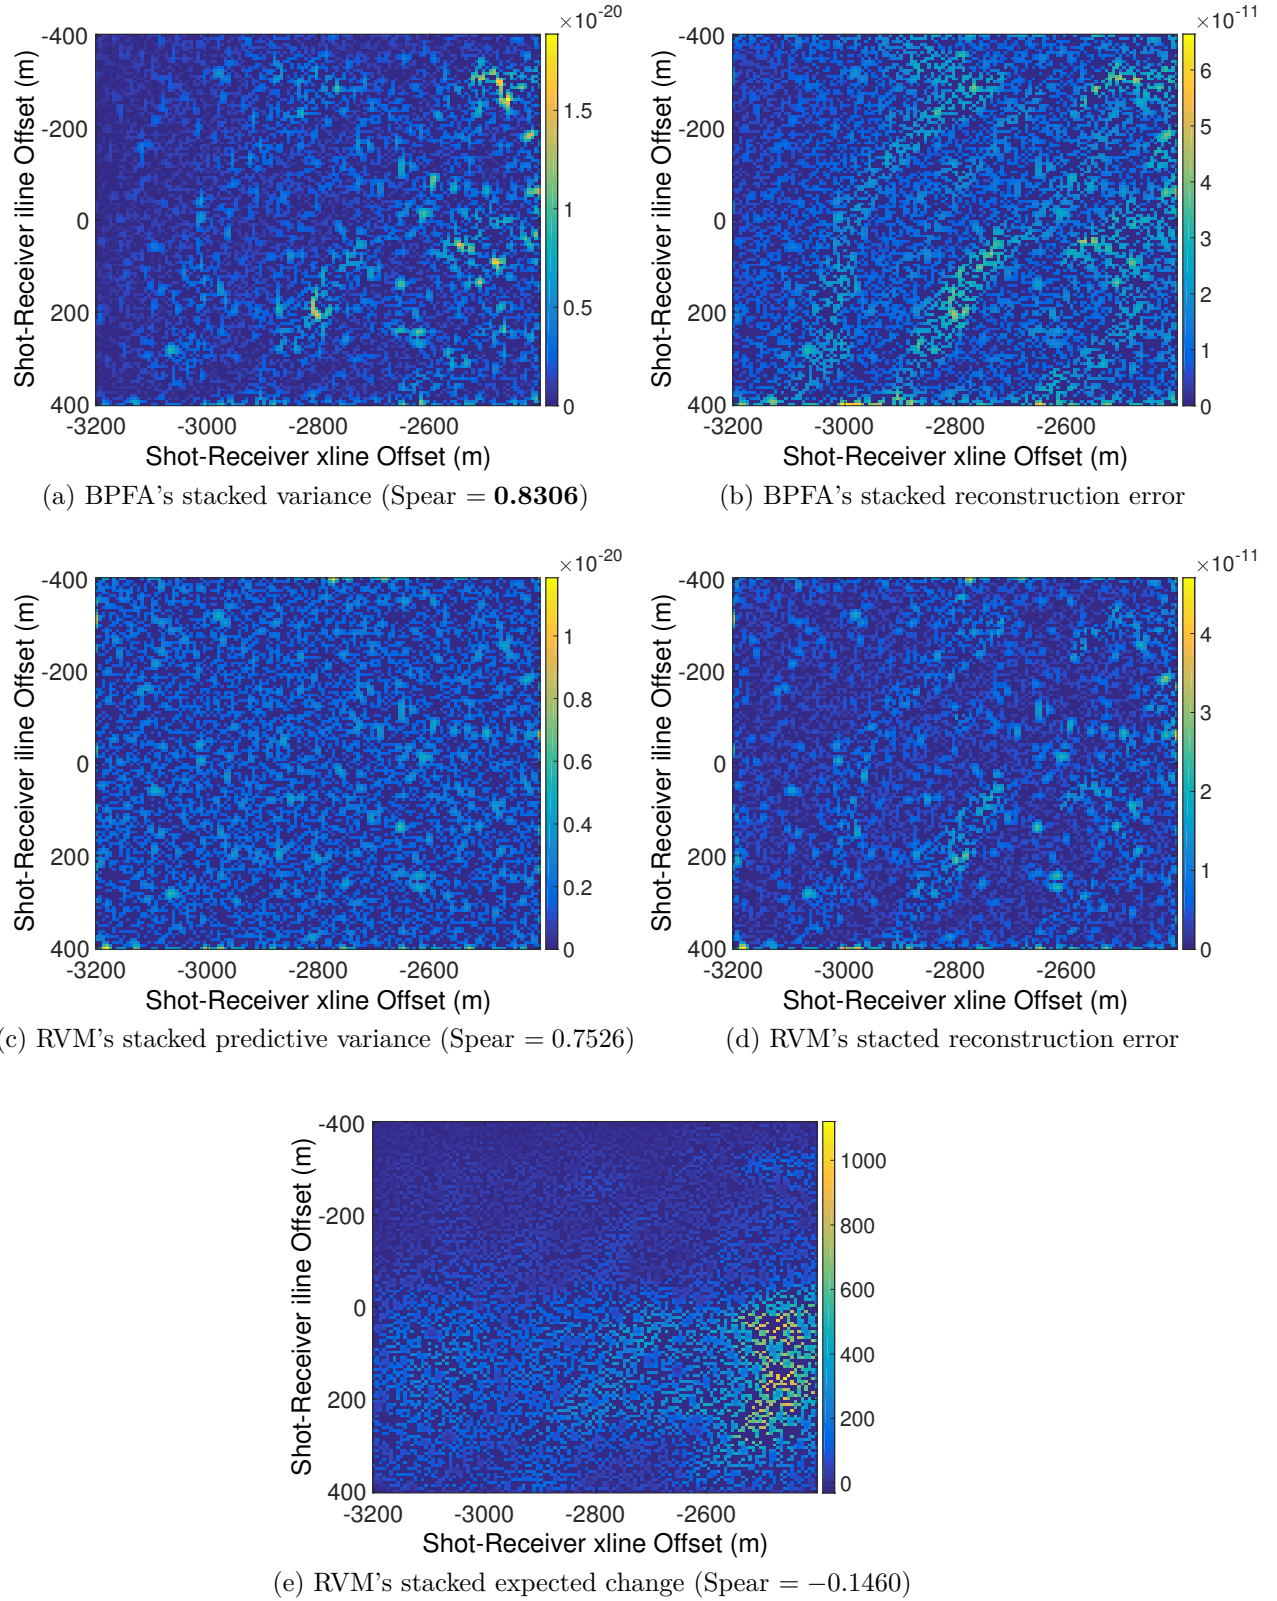 ×10^-20
-400
-200
0
200
400
1.5
1
0.5
0
-3200 -3000 -2800 -2600
Shot-Receiver iline Offset (m)
Shot-Receiver xline Offset (m)
(a) BPFA's stacked variance (Spear = 0.8306)
×10^-11
-400
-200
0
200
400
6
5
4
3
2
1
0
-3200 -3000 -2800 -2600
Shot-Receiver iline Offset (m)
Shot-Receiver xline Offset (m)
(b) BPFA's stacked reconstruction error
×10^-20
-400
-200
0
200
400
1
0.8
0.6
0.4
0.2
0
-3200 -3000 -2800 -2600
Shot-Receiver iline Offset (m)
Shot-Receiver xline Offset (m)
(c) RVM's stacked predictive variance (Spear = 0.7526)
×10^-11
-400
-200
0
200
400
4
3
2
1
0
-3200 -3000 -2800 -2600
Shot-Receiver iline Offset (m)
Shot-Receiver xline Offset (m)
(d) RVM's stacted reconstruction error
-400
-200
0
200
400
1000
800
600
400
200
0
-3200 -3000 -2800 -2600
Shot-Receiver iline Offset (m)
Shot-Receiver xline Offset (m)
(e) RVM's stacked expected change (Spear = −0.1460)